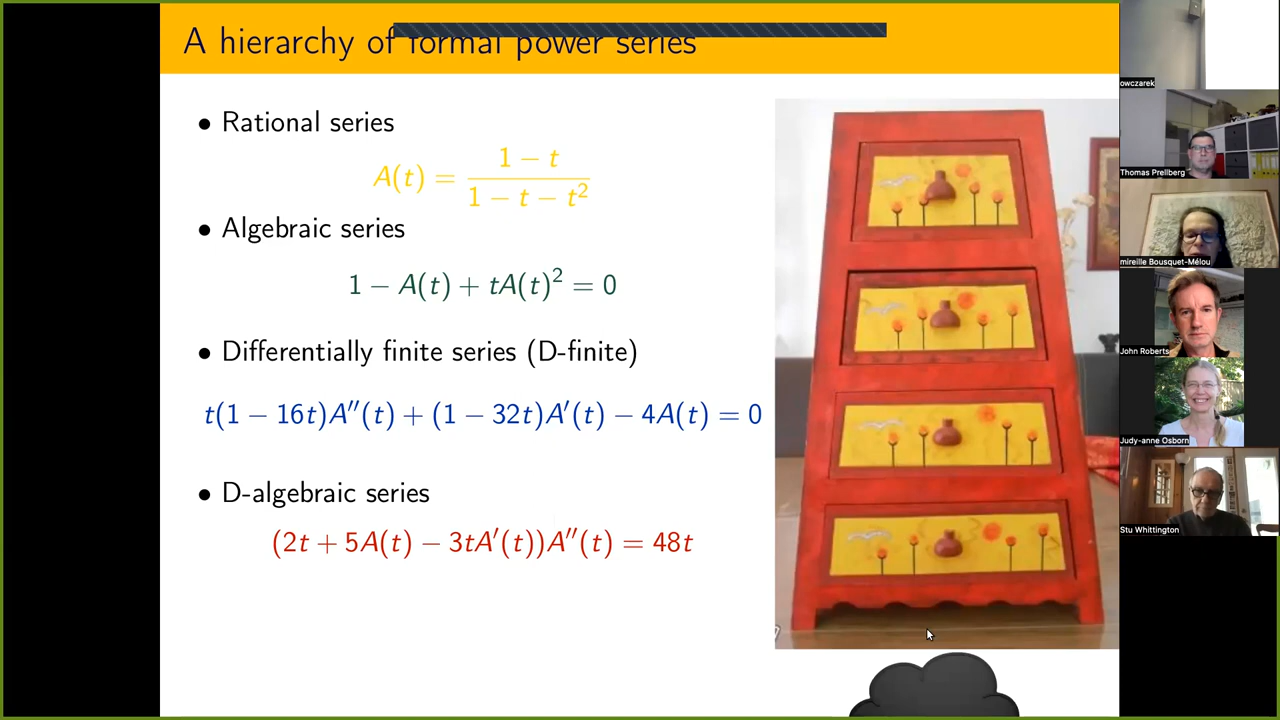 A hierarchy of formal power series
• Rational series
A(t) = \frac{1 − t}{1 − t − t²}
• Algebraic series
1 − A(t) + tA(t)² = 0
• Differentially finite series (D-finite)
t(1 − 16t)A″(t) + (1 − 32t)A′(t) − 4A(t) = 0
• D-algebraic series
(2t + 5A(t) − 3tA′(t))A″(t) = 48t
owczarek
Thomas Prellberg
mireille Bousquet-Mélou
John Roberts
Judy-anne Osborn
Stu Whittington